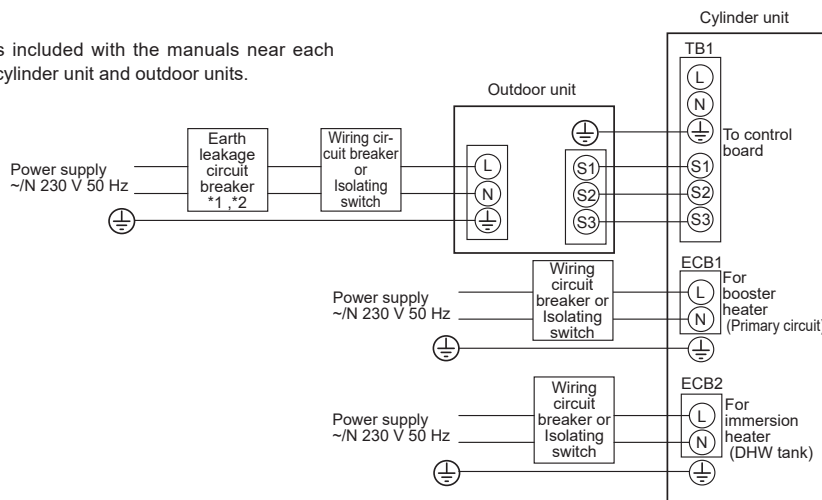 s included with the manuals near each
cylinder unit and outdoor units.
Cylinder unit
TB1
L
N
To control
board
S1
S2
S3
Outdoor unit
Power supply
~/N 230 V 50 Hz
Earth
leakage
circuit
breaker
*1 ,*2
Wiring cir-
cuit breaker
or
Isolating
switch
L
N
S1
S2
S3
Power supply
~/N 230 V 50 Hz
Wiring
circuit
breaker or
Isolating
switch
ECB1
L
N
For
booster
heater
(Primary circuit)
Power supply
~/N 230 V 50 Hz
Wiring
circuit
breaker or
Isolating
switch
ECB2
L
N
For
immersion
heater
(DHW tank)